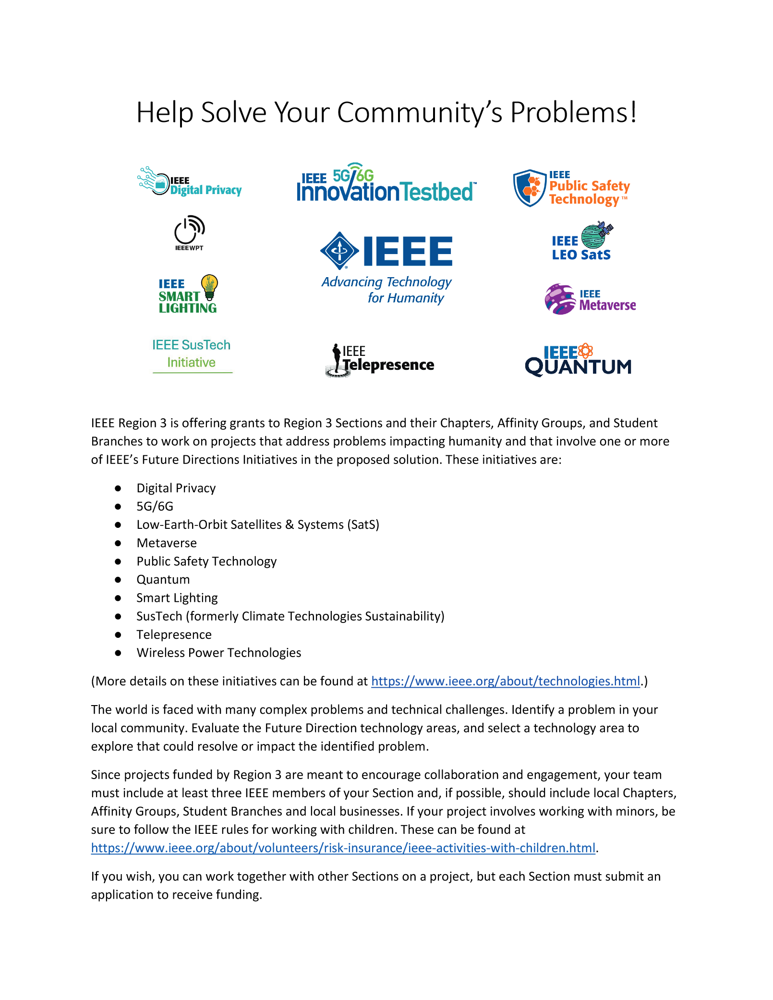 Help Solve Your Community’s Problems!
IEEE
Digital Privacy
IEEE 5G/6G
InnovationTestbed™
IEEE
Public Safety
Technology™
IEEEWPT
IEEE
Advancing Technology
for Humanity
IEEE
LEO SatS
IEEE
SMART
LIGHTING
IEEE
Metaverse
IEEE SusTech
Initiative
IEEE
Telepresence
IEEE
QUANTUM
IEEE Region 3 is offering grants to Region 3 Sections and their Chapters, Affinity Groups, and Student
Branches to work on projects that address problems impacting humanity and that involve one or more
of IEEE’s Future Directions Initiatives in the proposed solution. These initiatives are:
● Digital Privacy
● 5G/6G
● Low-Earth-Orbit Satellites & Systems (SatS)
● Metaverse
● Public Safety Technology
● Quantum
● Smart Lighting
● SusTech (formerly Climate Technologies Sustainability)
● Telepresence
● Wireless Power Technologies
(More details on these initiatives can be found at https://www.ieee.org/about/technologies.html.)
The world is faced with many complex problems and technical challenges. Identify a problem in your
local community. Evaluate the Future Direction technology areas, and select a technology area to
explore that could resolve or impact the identified problem.
Since projects funded by Region 3 are meant to encourage collaboration and engagement, your team
must include at least three IEEE members of your Section and, if possible, should include local Chapters,
Affinity Groups, Student Branches and local businesses. If your project involves working with minors, be
sure to follow the IEEE rules for working with children. These can be found at
https://www.ieee.org/about/volunteers/risk-insurance/ieee-activities-with-children.html.
If you wish, you can work together with other Sections on a project, but each Section must submit an
application to receive funding.